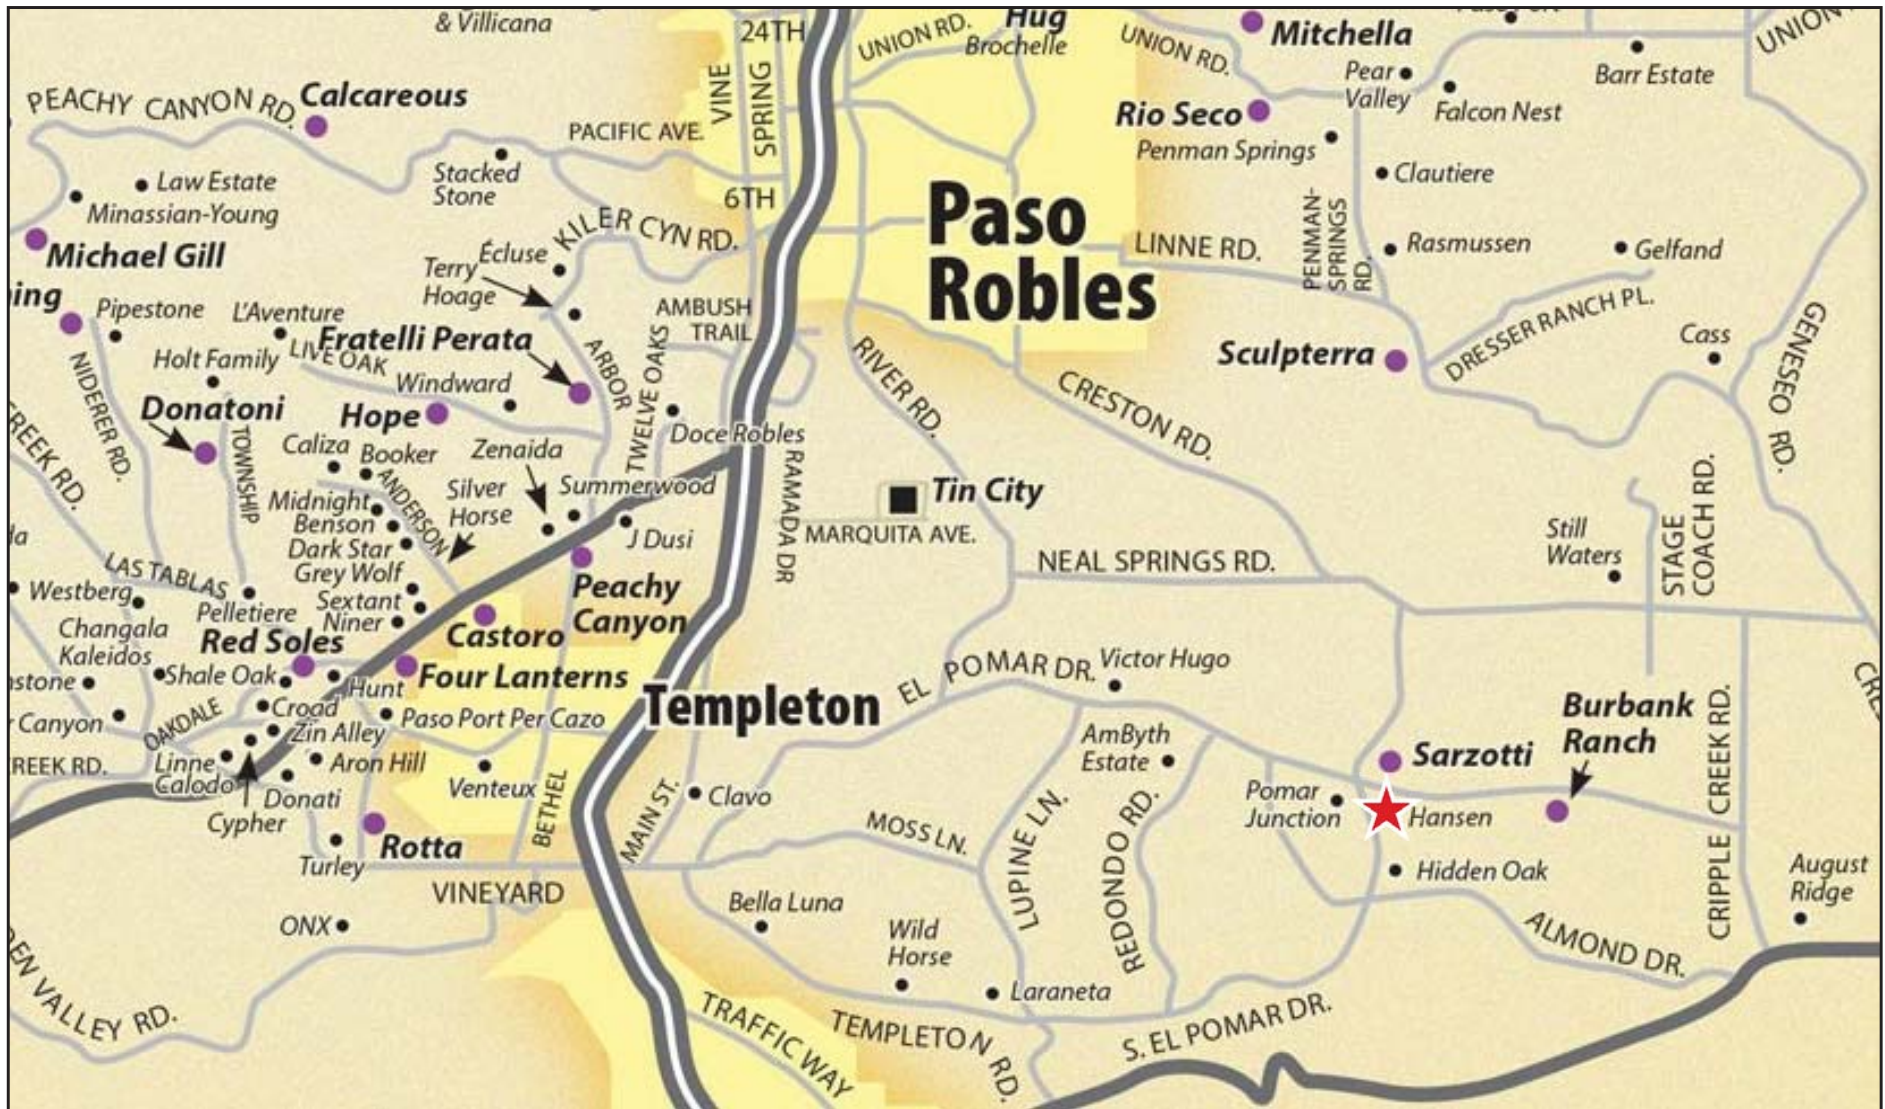 & Villicana
24TH
UNION RD.
Hug
Brochelle
UNION RD.
Mitchella
Pear
Valley
Barr Estate
UNION
Falcon Nest
PEACHY CANYON RD.
Calcareous
VINE
SPRING
PACIFIC AVE.
Rio Seco
Penman Springs
Stacked
Stone
Law Estate
Minassian-Young
6TH
Clautiere
Paso
Robles
KILER CYN RD.
Michael Gill
Écluse
Terry
Hoage
LINNE RD.
PENMAN-
SPRINGS
RD.
Rasmussen
Gelfand
ning
Pipestone
L'Aventure
AMBUSH
TRAIL
DRESSER RANCH PL.
GENESEO RD.
Cass
Holt Family
LIVE OAK
Fratelli Perata
ARBOR
TWELVE OAKS
Sculpterra
NIDERER RD.
Windward
RIVER RD.
CRESTON RD.
Donatoni
Hope
TOWNSHIP
Caliza
Booker
Zenaida
Doce Robles
CREEK RD.
RAMADA DR
Tin City
ANDERSON
Silver
Horse
Summerwood
Midnight
Benson
Dark Star
Grey Wolf
J Dusi
MARQUITA AVE.
Still
Waters
STAGE
COACH RD.
NEAL SPRINGS RD.
LAS TABLAS
Westberg
Pelletiere
Sextant
Niner
Peachy
Canyon
Changala
Kaleidos
Red Soles
Castoro
Shale Oak
Hunt
Four Lanterns
nstone
EL POMAR DR.
Victor Hugo
Templeton
Canyon
OAKDALE
Croad
Zin Alley
Paso Port Per Cazo
AmByth
Estate
Burbank
Ranch
CRIPPLE CREEK RD.
Sarzotti
CREEK RD.
Linne
Calodo
Aron Hill
Venteux
BETHEL
MAIN ST.
Clavo
Donati
Cypher
Pomar
Junction
Hansen
MOSS LN.
LUPINE LN.
REDONDO RD.
Rotta
Turley
VINEYARD
Hidden Oak
August
Ridge
Bella Luna
ONX
Wild
Horse
ALMOND DR.
Laraneta
DEN VALLEY RD.
TRAFFIC WAY
TEMPLETON RD.
S. EL POMAR DR.